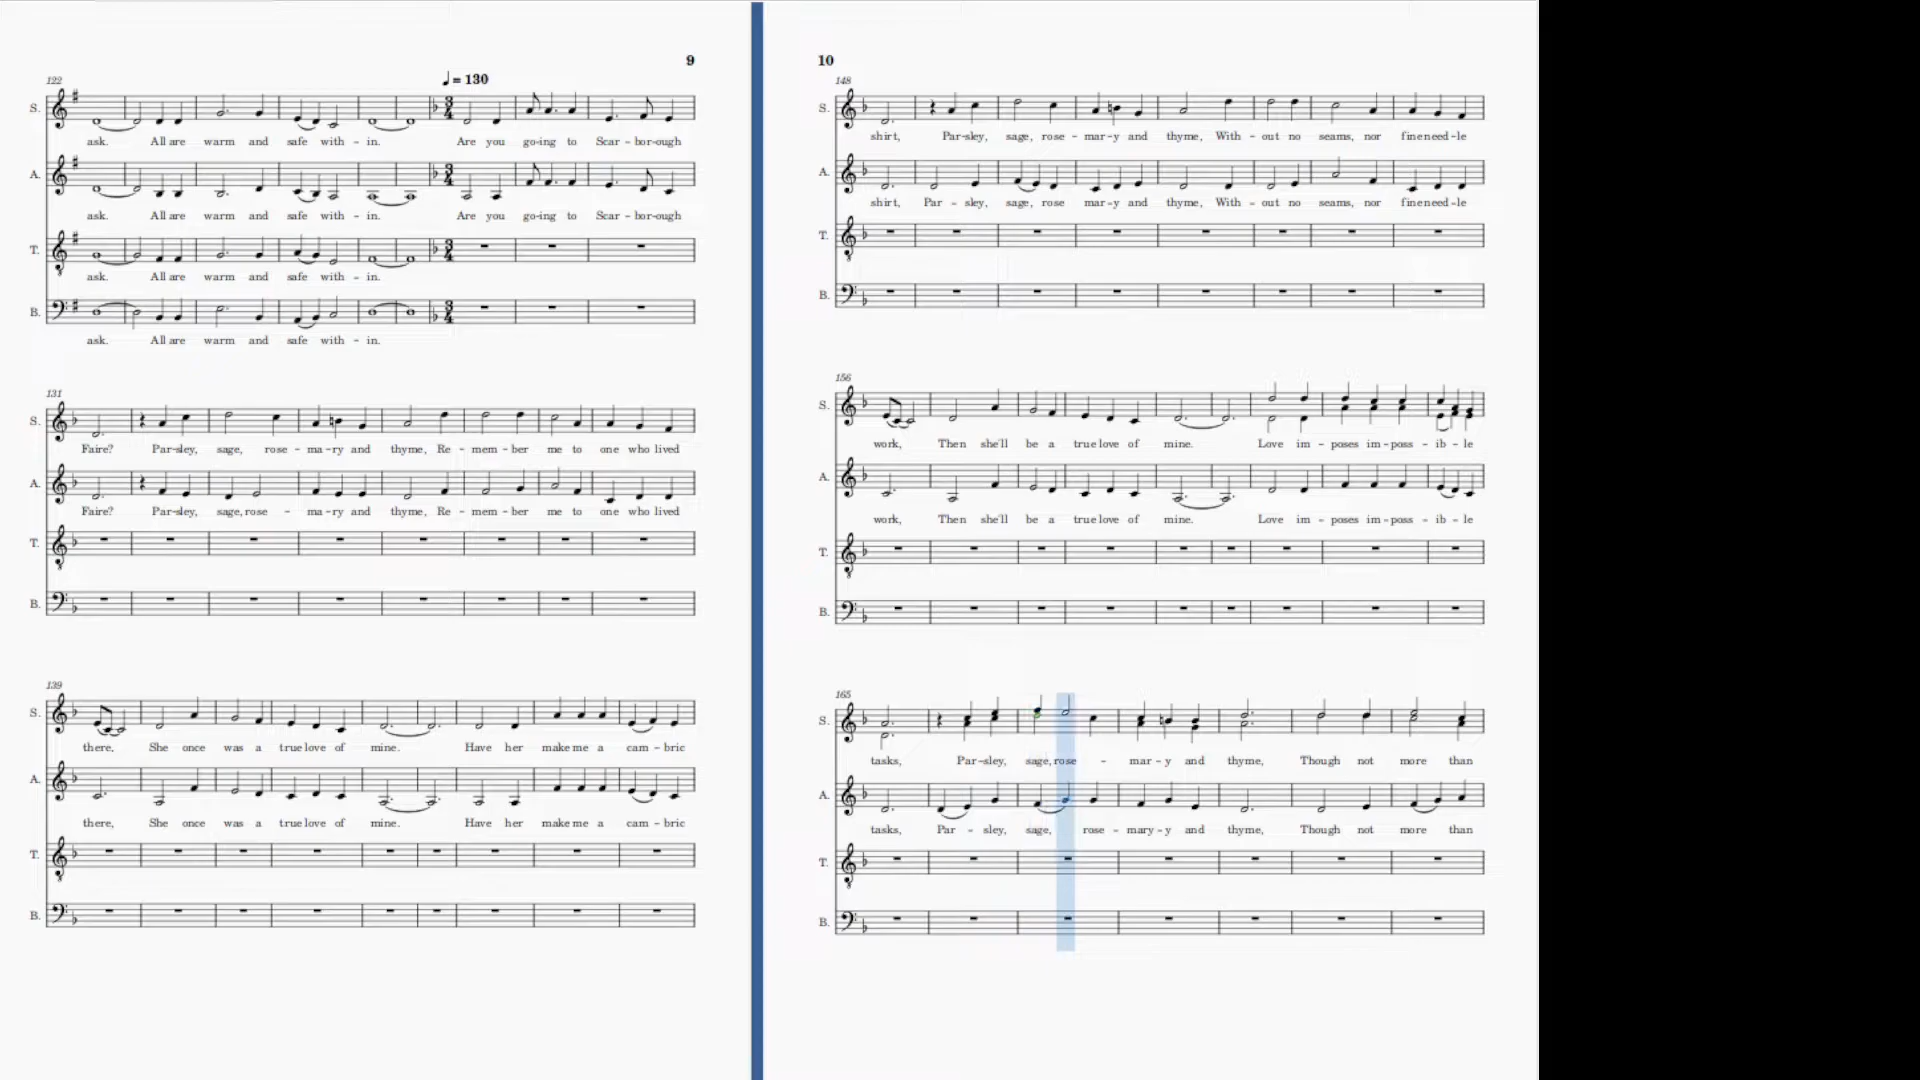 9
122
♩ = 130
S.
ask. All are warm and safe with - in. Are you go-ing to Scar - bor-ough
A.
ask. All are warm and safe with - in. Are you go-ing to Scar - bor-ough
T.
ask. All are warm and safe with - in.
B.
ask. All are warm and safe with - in.
131
S.
Faire? Par-sley, sage, rose - ma-ry and thyme, Re - mem - ber me to one who lived
A.
Faire? Par-sley, sage, rose - ma-ry and thyme, Re - mem - ber me to one who lived
T.
B.
139
S.
there, She once was a true love of mine. Have her make me a cam - bric
A.
there, She once was a true love of mine. Have her make me a cam - bric
T.
B.
10
148
S.
shirt, Par-sley, sage, rose - mar-y and thyme, With - out no seams, nor fine need-le
A.
shirt, Par - sley, sage, rose mar-y and thyme, With - out no seams, nor fine need-le
T.
B.
156
S.
work, Then she'll be a true love of mine. Love im - poses im-poss - ib - le
A.
work, Then she'll be a true love of mine. Love im - poses im-poss - ib - le
T.
B.
165
S.
tasks, Par-sley, sage, rose - mar - y and thyme, Though not more than
A.
tasks, Par - sley, sage, rose - mary - y and thyme, Though not more than
T.
B.